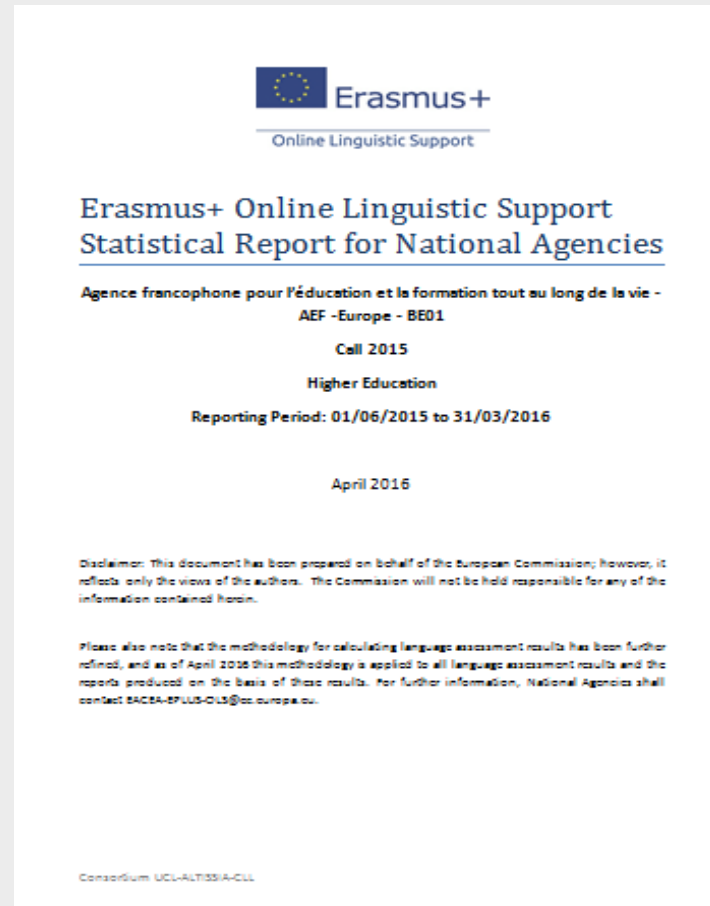 Erasmus+
Online Linguistic Support
Erasmus+ Online Linguistic Support
Statistical Report for National Agencies
Agence francophone pour l'éducation et la formation tout au long de la vie -
AEF -Europe - BE01
Call 2015
Higher Education
Reporting Period: 01/06/2015 to 31/03/2016
April 2016
Disclaimer: This document has been prepared on behalf of the European Commission; however, it
reflects only the views of the authors. The Commission will not be held responsible for any of the
information contained herein.
Please also note that the methodology for calculating language assessment results has been further
refined, and as of April 2016 this methodology is applied to all language assessment results and the
reports produced on the basis of these results. For further information, National Agencies shall
contact EACEA-EPLUS-OLS@ec.europa.eu.
Consortium UCL-ALTISSIA-CLL